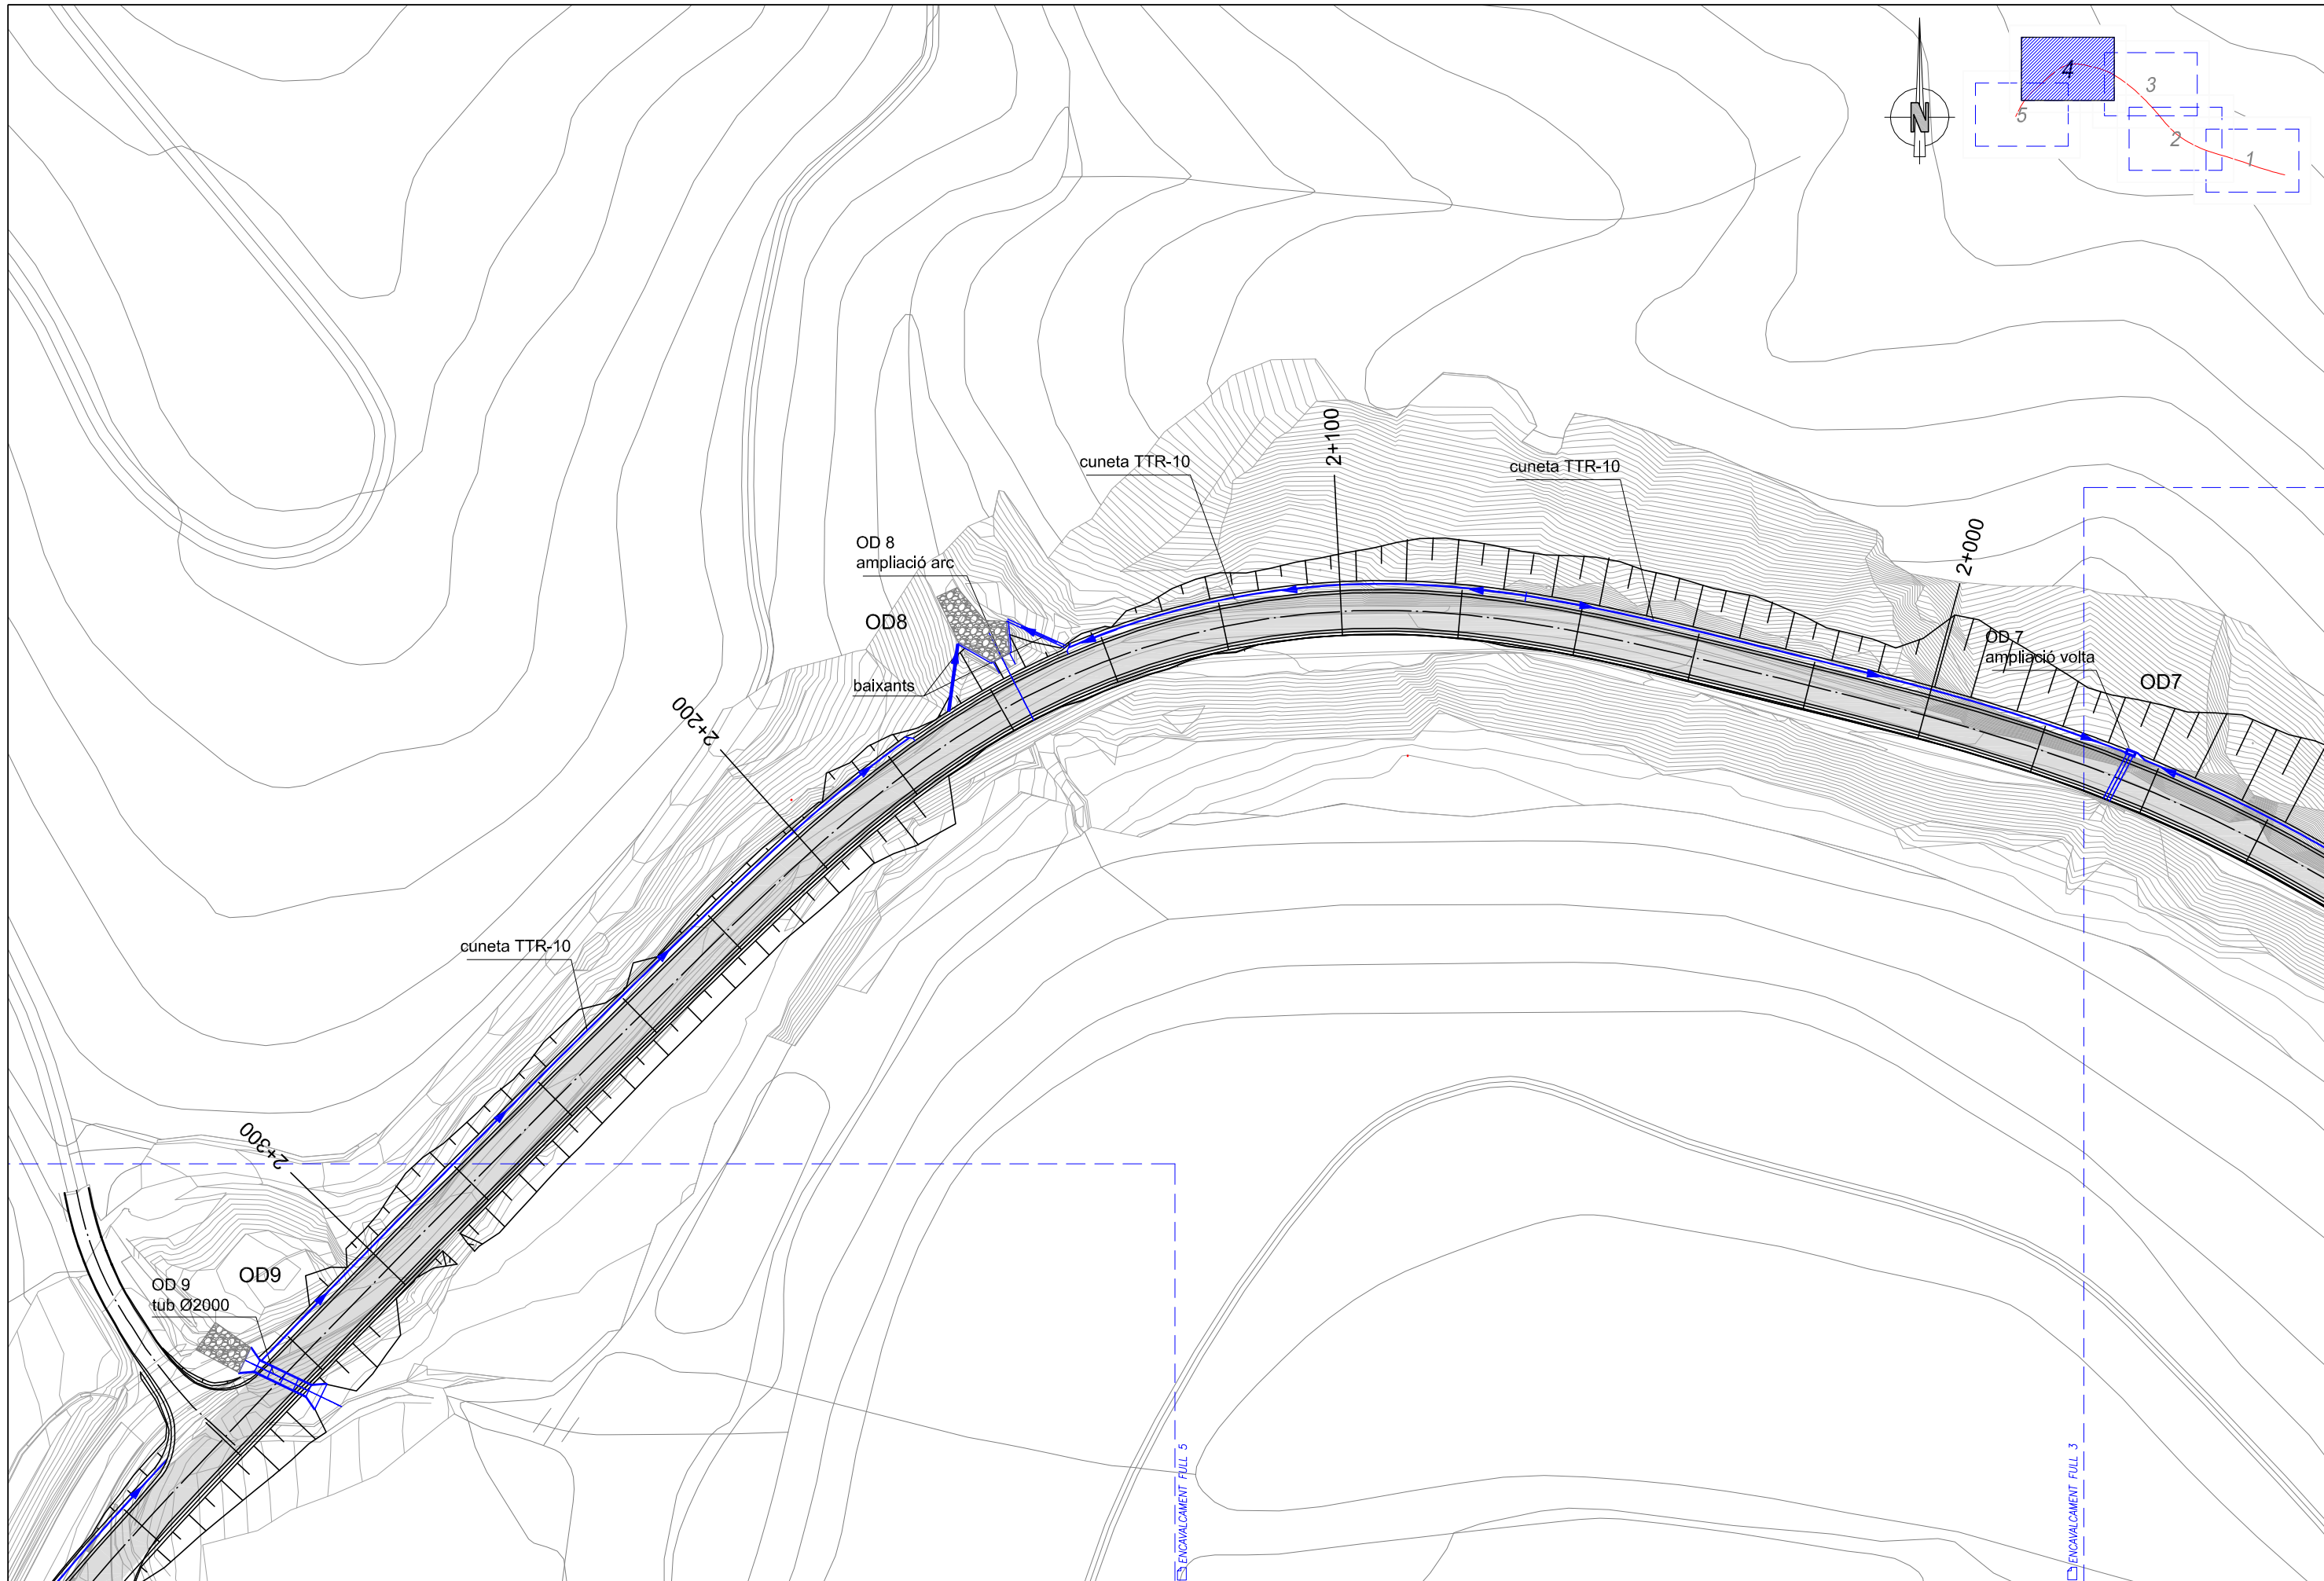 N
4
3
5
2
1
2+100
cuneta TTR-10
cuneta TTR-10
2+000
OD 8
ampliació arc
OD8
OD 7
ampliació volta
OD7
baixants
2+200
cuneta TTR-10
2+300
OD9
OD 9
tub Ø2000
ENCAVALCAMENT FULL 5
ENCAVALCAMENT FULL 3